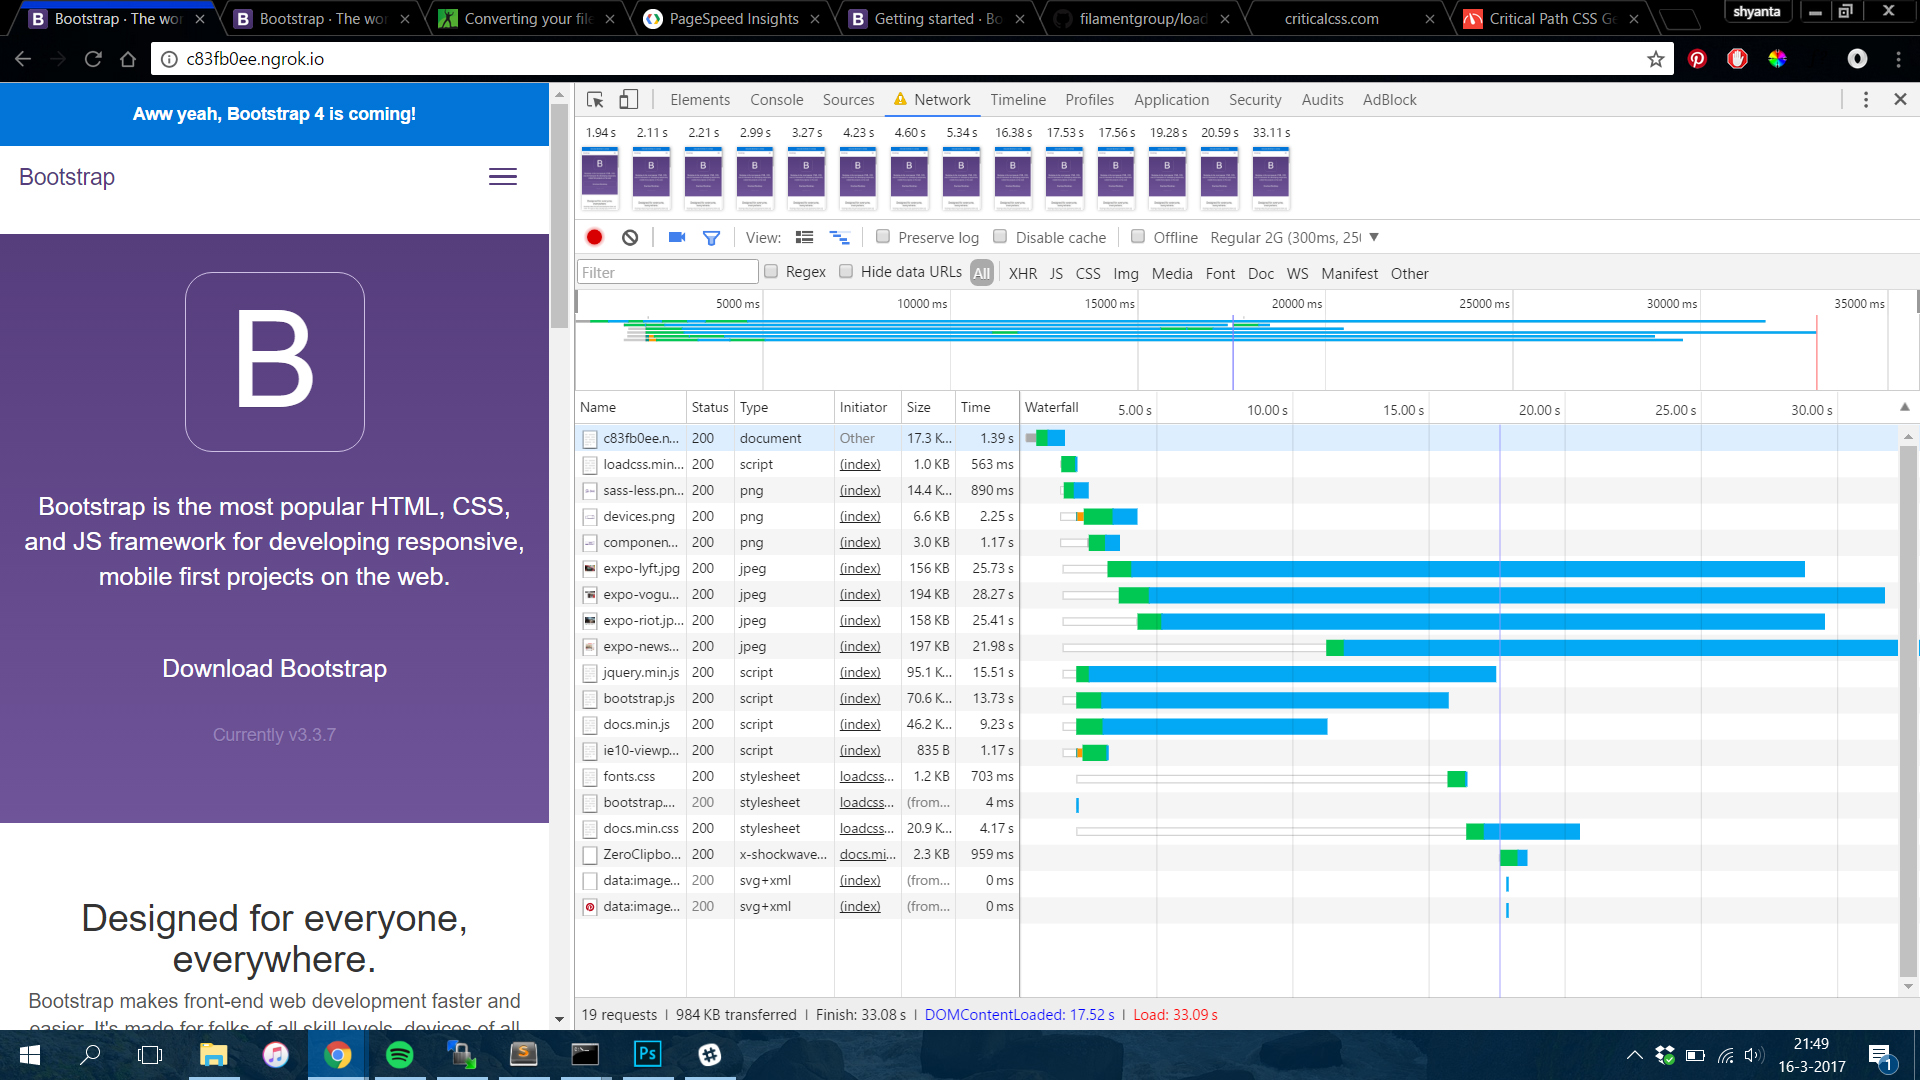 Bootstrap · The wor
Bootstrap · The wor
Converting your file
PageSpeed Insights
Getting started · Bo
filamentgroup/load
criticalcss.com
Critical Path CSS Ge
shyanta
c83fb0ee.ngrok.io
Aww yeah, Bootstrap 4 is coming!
Bootstrap
B
Bootstrap is the most popular HTML, CSS,
and JS framework for developing responsive,
mobile first projects on the web.
Download Bootstrap
Currently v3.3.7
Designed for everyone,
everywhere.
Bootstrap makes front-end web development faster and
easier. It's made for folks of all skill levels, devices of all
Elements Console Sources Network Timeline Profiles Application Security Audits AdBlock
1.94 s 2.11 s 2.21 s 2.99 s 3.27 s 4.23 s 4.60 s 5.34 s 16.38 s 17.53 s 17.56 s 19.28 s 20.59 s 33.11 s
View: Preserve log Disable cache Offline Regular 2G (300ms, 25
Filter Regex Hide data URLs All XHR JS CSS Img Media Font Doc WS Manifest Other
5000 ms 10000 ms 15000 ms 20000 ms 25000 ms 30000 ms 35000 ms
Name Status Type Initiator Size Time Waterfall 5.00 s 10.00 s 15.00 s 20.00 s 25.00 s 30.00 s
c83fb0ee.n... 200 document Other 17.3 K... 1.39 s
loadcss.min... 200 script (index) 1.0 KB 563 ms
sass-less.pn... 200 png (index) 14.4 K... 890 ms
devices.png 200 png (index) 6.6 KB 2.25 s
componen... 200 png (index) 3.0 KB 1.17 s
expo-lyft.jpg 200 jpeg (index) 156 KB 25.73 s
expo-vogu... 200 jpeg (index) 194 KB 28.27 s
expo-riot.jp... 200 jpeg (index) 158 KB 25.41 s
expo-news... 200 jpeg (index) 197 KB 21.98 s
jquery.min.js 200 script (index) 95.1 K... 15.51 s
bootstrap.js 200 script (index) 70.6 K... 13.73 s
docs.min.js 200 script (index) 46.2 K... 9.23 s
ie10-viewp... 200 script (index) 835 B 1.17 s
fonts.css 200 stylesheet loadcss... 1.2 KB 703 ms
bootstrap.... 200 stylesheet loadcss... (from... 4 ms
docs.min.css 200 stylesheet loadcss... 20.9 K... 4.17 s
ZeroClipbo... 200 x-shockwave... docs.mi... 2.3 KB 959 ms
data:image... 200 svg+xml (index) (from... 0 ms
data:image... 200 svg+xml (index) (from... 0 ms
19 requests | 984 KB transferred | Finish: 33.08 s | DOMContentLoaded: 17.52 s | Load: 33.09 s
Ps
21:49
16-3-2017
1